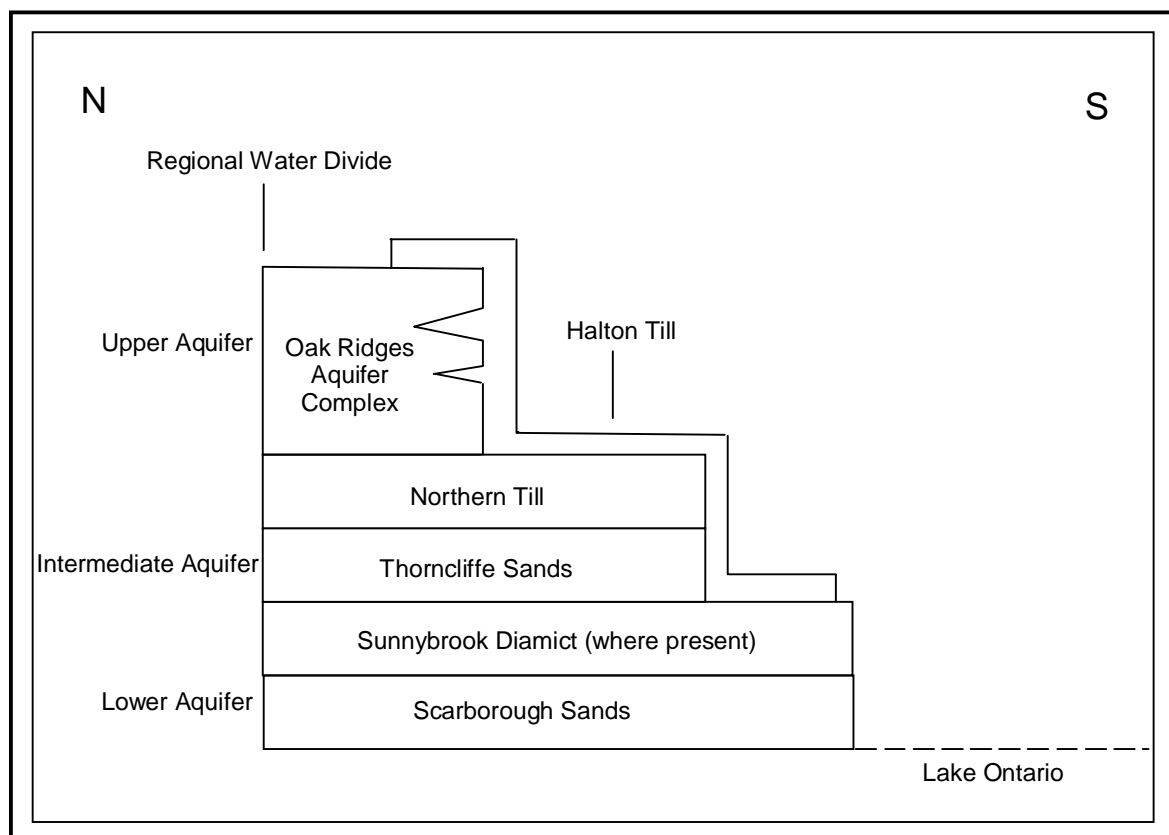 N
S
Regional Water Divide
Upper Aquifer
Oak Ridges
Aquifer
Complex
Halton Till
Northern Till
Intermediate Aquifer
Thorncliffe Sands
Sunnybrook Diamict (where present)
Lower Aquifer
Scarborough Sands
Lake Ontario